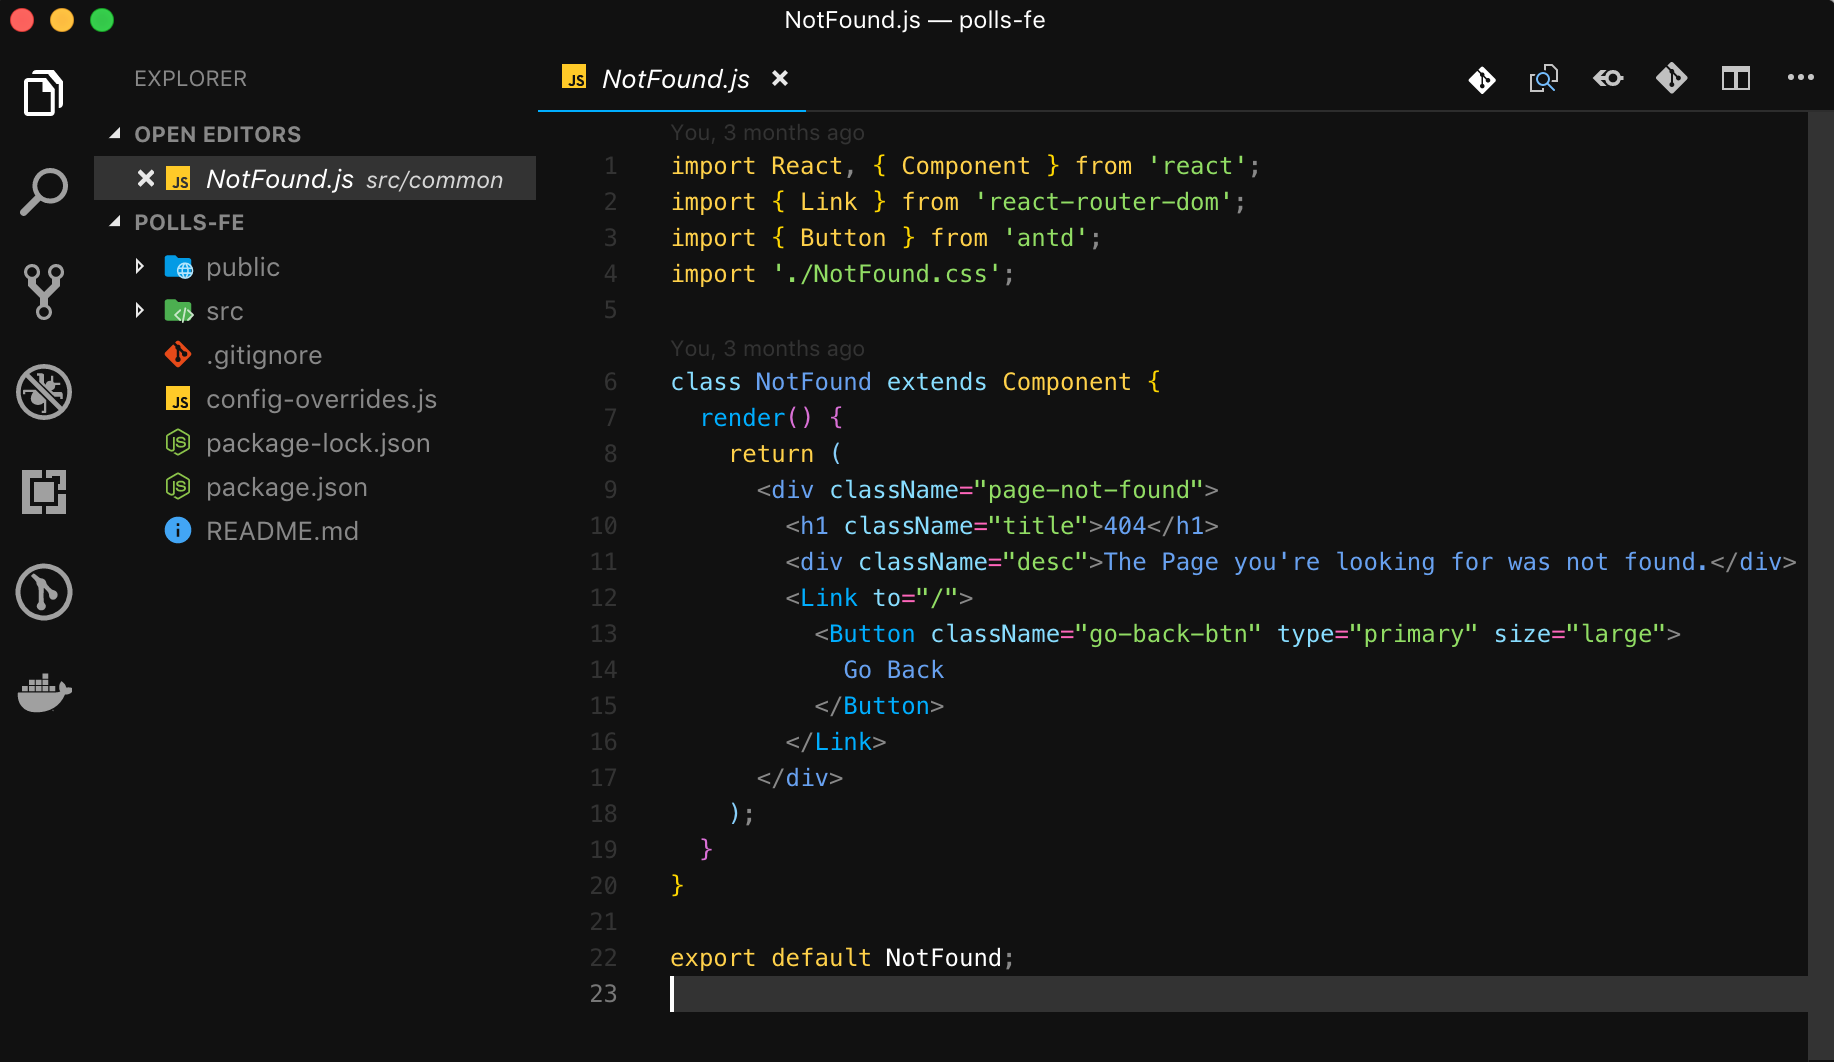 NotFound.js — polls-fe
EXPLORER
OPEN EDITORS
NotFound.js src/common
POLLS-FE
public
src
.gitignore
config-overrides.js
package-lock.json
package.json
README.md
NotFound.js
You, 3 months ago
1 import React, { Component } from 'react';
2 import { Link } from 'react-router-dom';
3 import { Button } from 'antd';
4 import './NotFound.css';
5
You, 3 months ago
6 class NotFound extends Component {
7   render() {
8     return (
9       <div className="page-not-found">
10         <h1 className="title">404</h1>
11         <div className="desc">The Page you're looking for was not found.</div>
12         <Link to="/">
13           <Button className="go-back-btn" type="primary" size="large">
14             Go Back
15           </Button>
16         </Link>
17       </div>
18     );
19   }
20 }
21
22 export default NotFound;
23